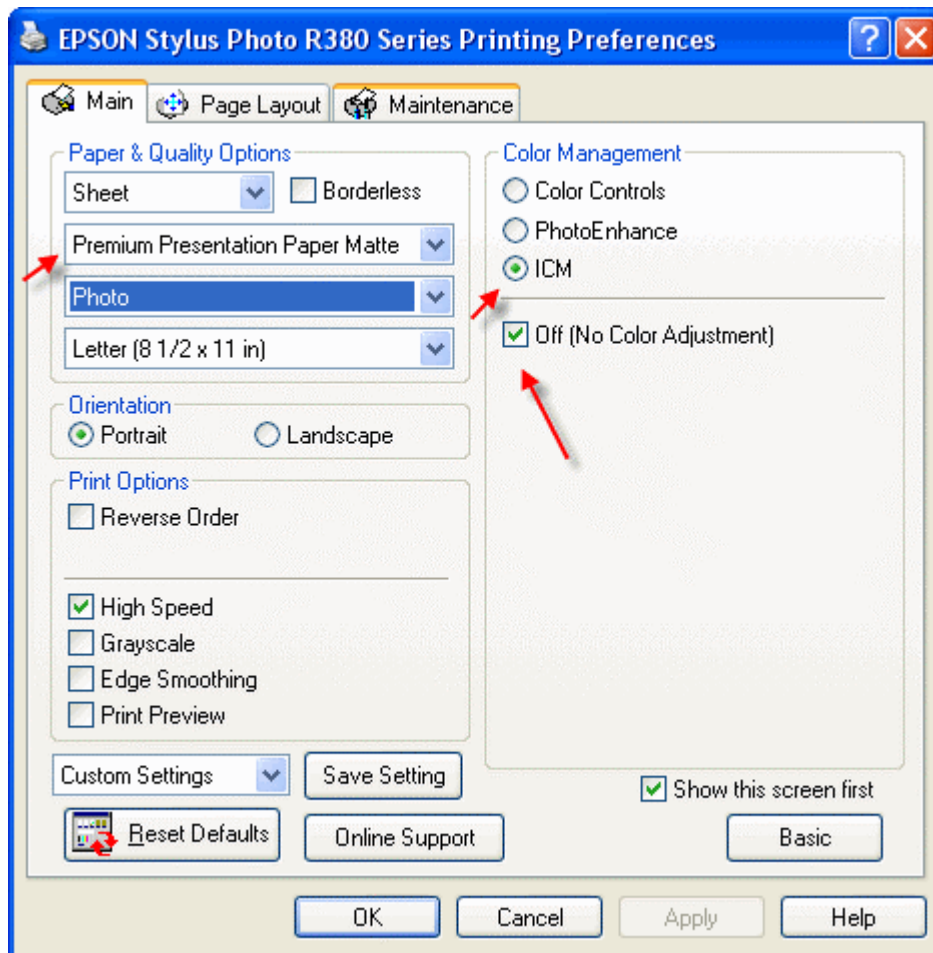 EPSON Stylus Photo R380 Series Printing Preferences
Main
Page Layout
Maintenance
Paper & Quality Options
Sheet
Borderless
Premium Presentation Paper Matte
Photo
Letter (8 1/2 x 11 in)
Orientation
Portrait
Landscape
Print Options
Reverse Order
High Speed
Grayscale
Edge Smoothing
Print Preview
Color Management
Color Controls
PhotoEnhance
ICM
Off (No Color Adjustment)
Custom Settings
Save Setting
Show this screen first
Reset Defaults
Online Support
Basic
OK
Cancel
Apply
Help